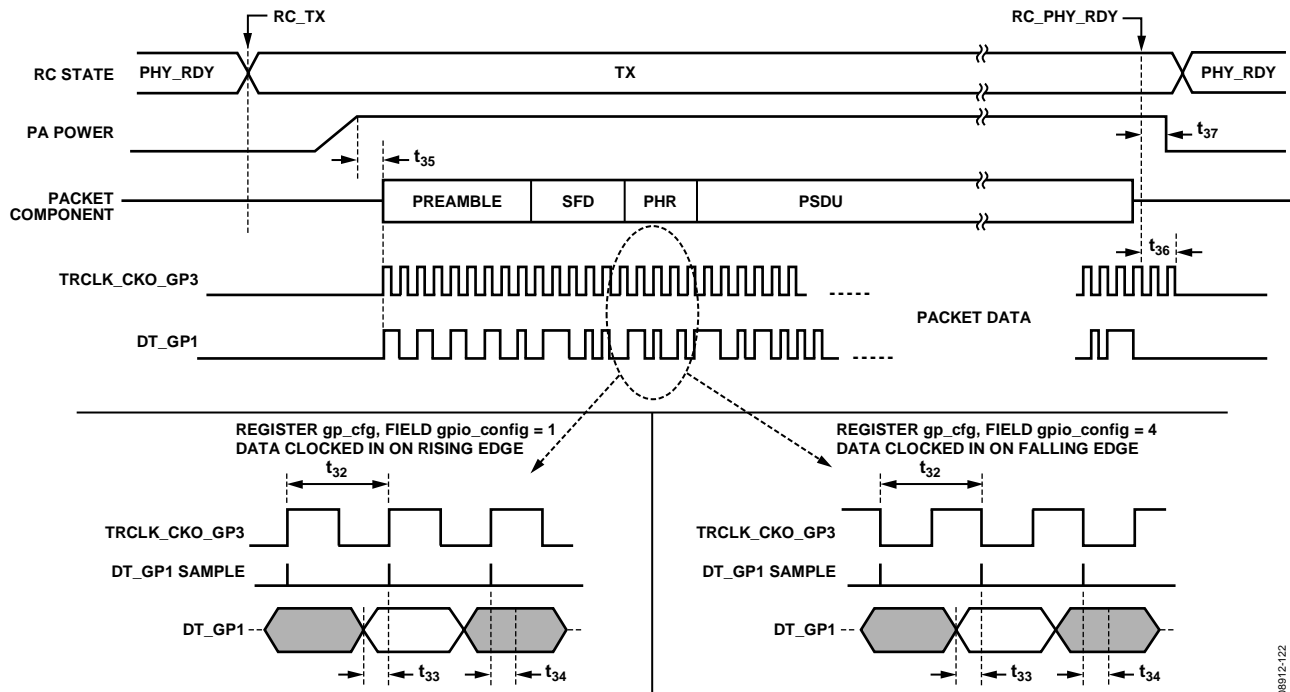 RC_TX
RC_PHY_RDY
RC STATE
PHY_RDY
TX
PHY_RDY
PA POWER
t37
t35
PACKET
COMPONENT
PREAMBLE
SFD
PHR
PSDU
t36
TRCLK_CKO_GP3
PACKET DATA
DT_GP1
REGISTER gp_cfg, FIELD gpio_config = 1
DATA CLOCKED IN ON RISING EDGE
t32
TRCLK_CKO_GP3
DT_GP1 SAMPLE
DT_GP1
t33
t34
REGISTER gp_cfg, FIELD gpio_config = 4
DATA CLOCKED IN ON FALLING EDGE
t32
TRCLK_CKO_GP3
DT_GP1 SAMPLE
DT_GP1
t33
t34
08912-122